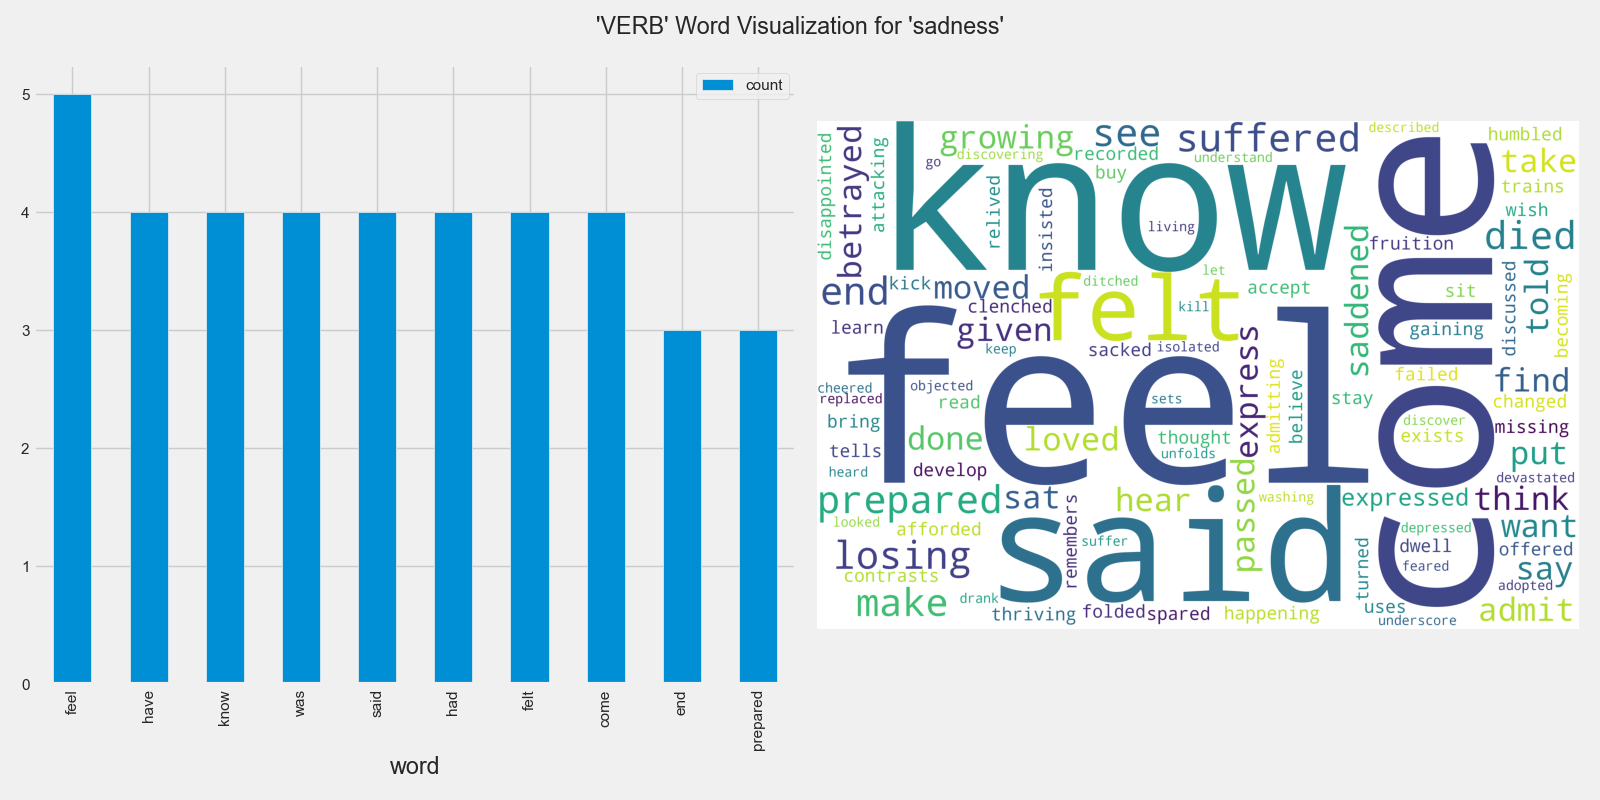 'VERB' Word Visualization for 'sadness'
count
5
4
3
2
1
0
feel
have
know
was
said
had
felt
come
end
prepared
word
disappointed
betrayed
attacking
know
growing
see
suffered
described
humbled
go
discovering
recorded
understand
take
buy
trains
relived
insisted
living
wish
come
fruition
died
saddened
end
kick
moved
ditched
let
accept
sit
told
discussed
becoming
clenched
felt
kill
learn
given
gaining
keep
sacked
isolated
express
feel
cheered
objected
admitting
believe
failed
find
replaced
read
sets
stay
changed
bring
done
loved
thought
discover
exists
missing
tells
unfolds
put
heard
develop
passed
devastated
prepared
sat
hear
washing
expressed
think
looked
afforded
remembers
said
depressed
want
losing
suffer
turned
dwell
offered
contrasts
feared
say
make
drank
adopted
thriving
folded
spared
happening
uses
admit
underscore